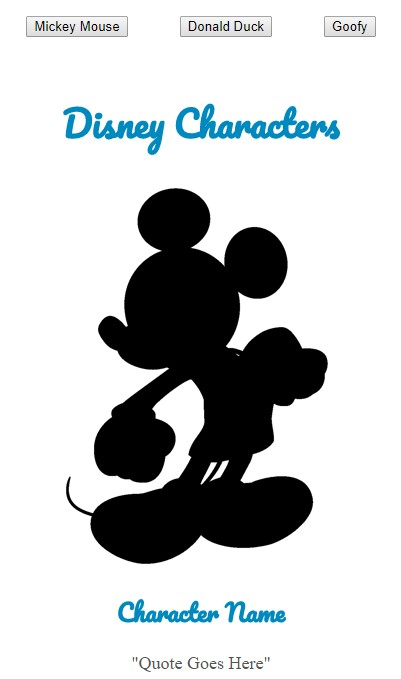 Mickey Mouse Donald Duck Goofy
Disney Characters
Character Name
"Quote Goes Here"